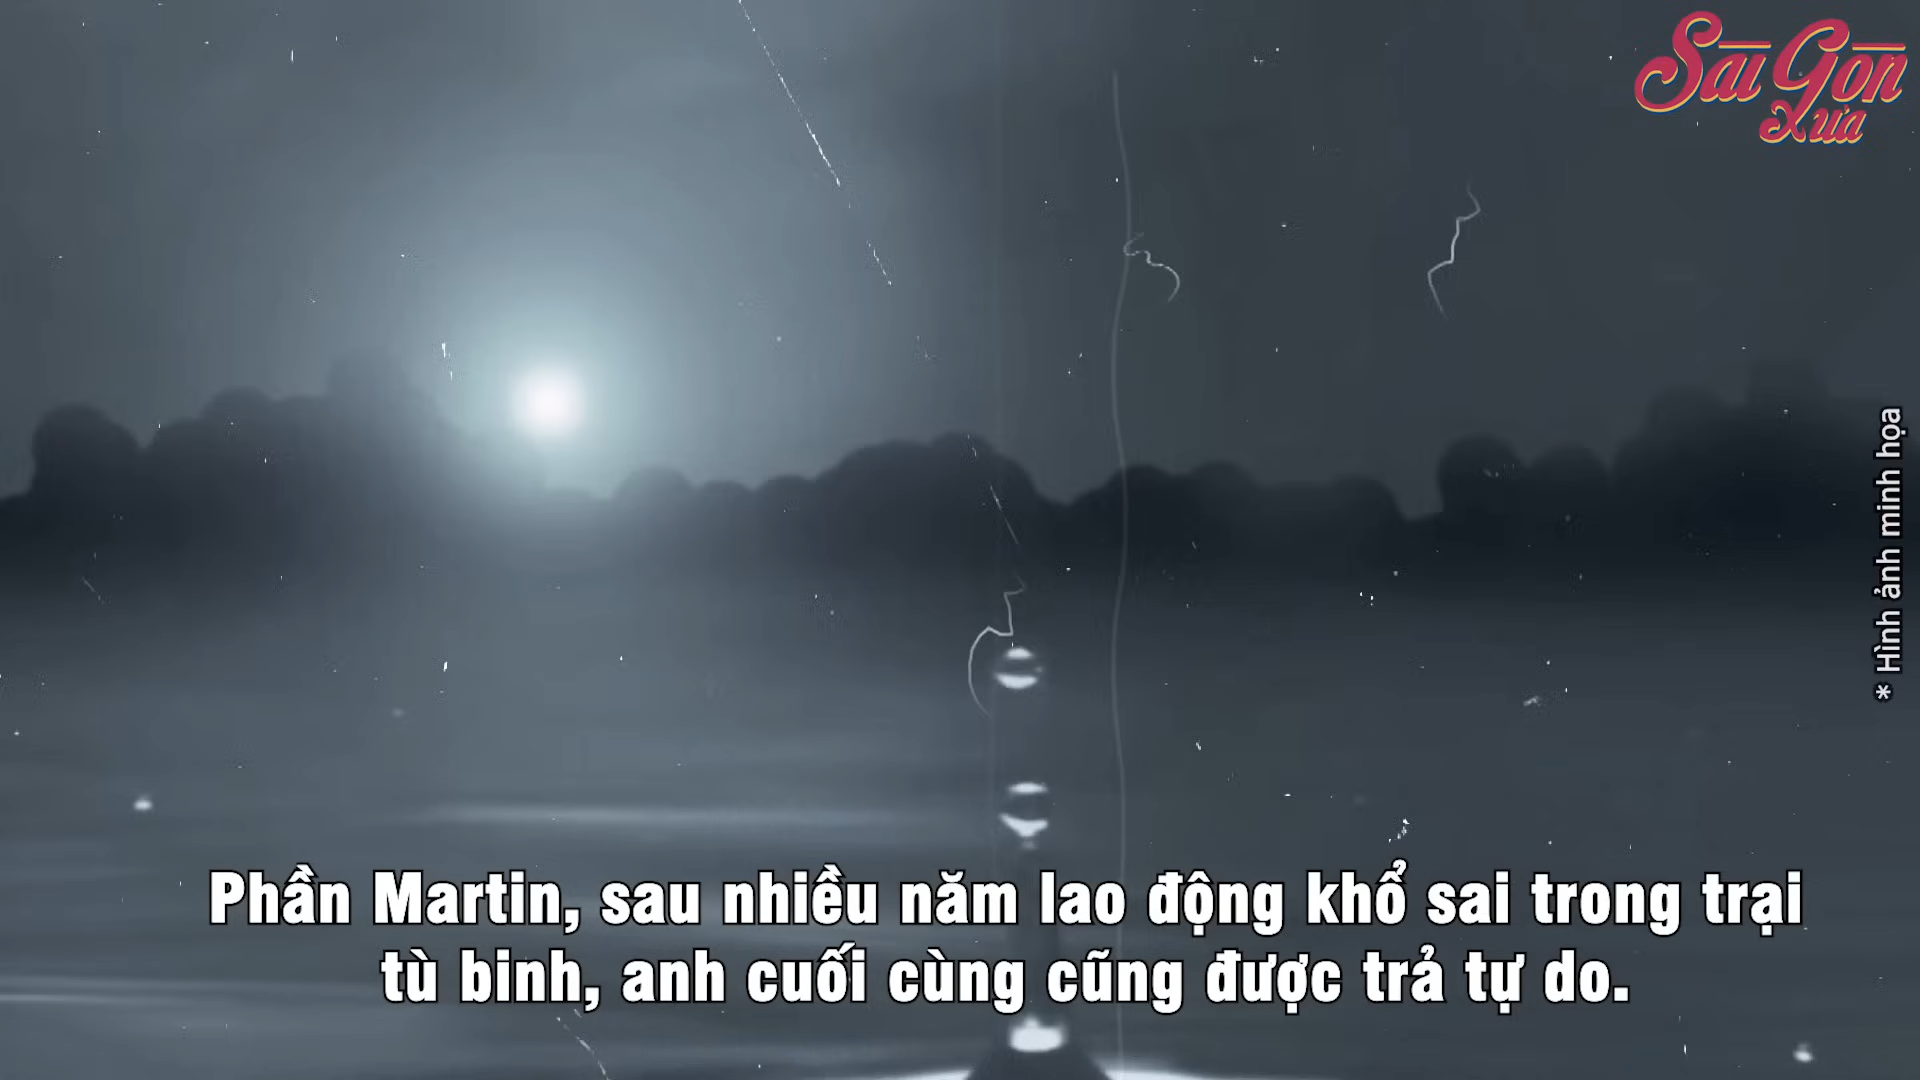 Sài Gòn
Xưa
* Hình ảnh minh họa
Phần Martin, sau nhiều năm lao động khổ sai trong trại
tù binh, anh cuối cùng cũng được trả tự do.